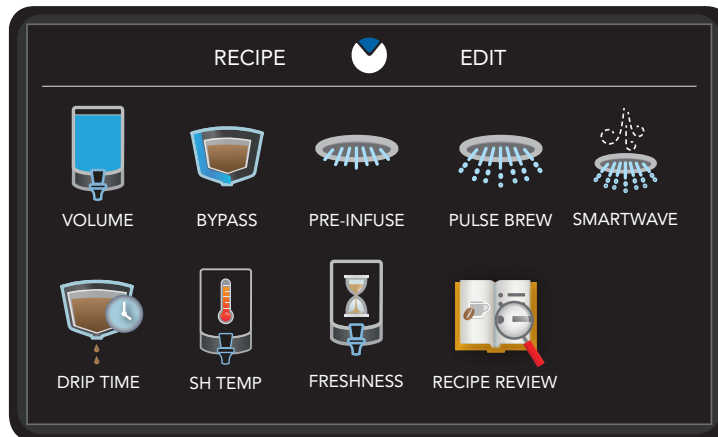 RECIPE EDIT
VOLUME BYPASS PRE-INFUSE PULSE BREW SMARTWAVE
DRIP TIME SH TEMP FRESHNESS RECIPE REVIEW